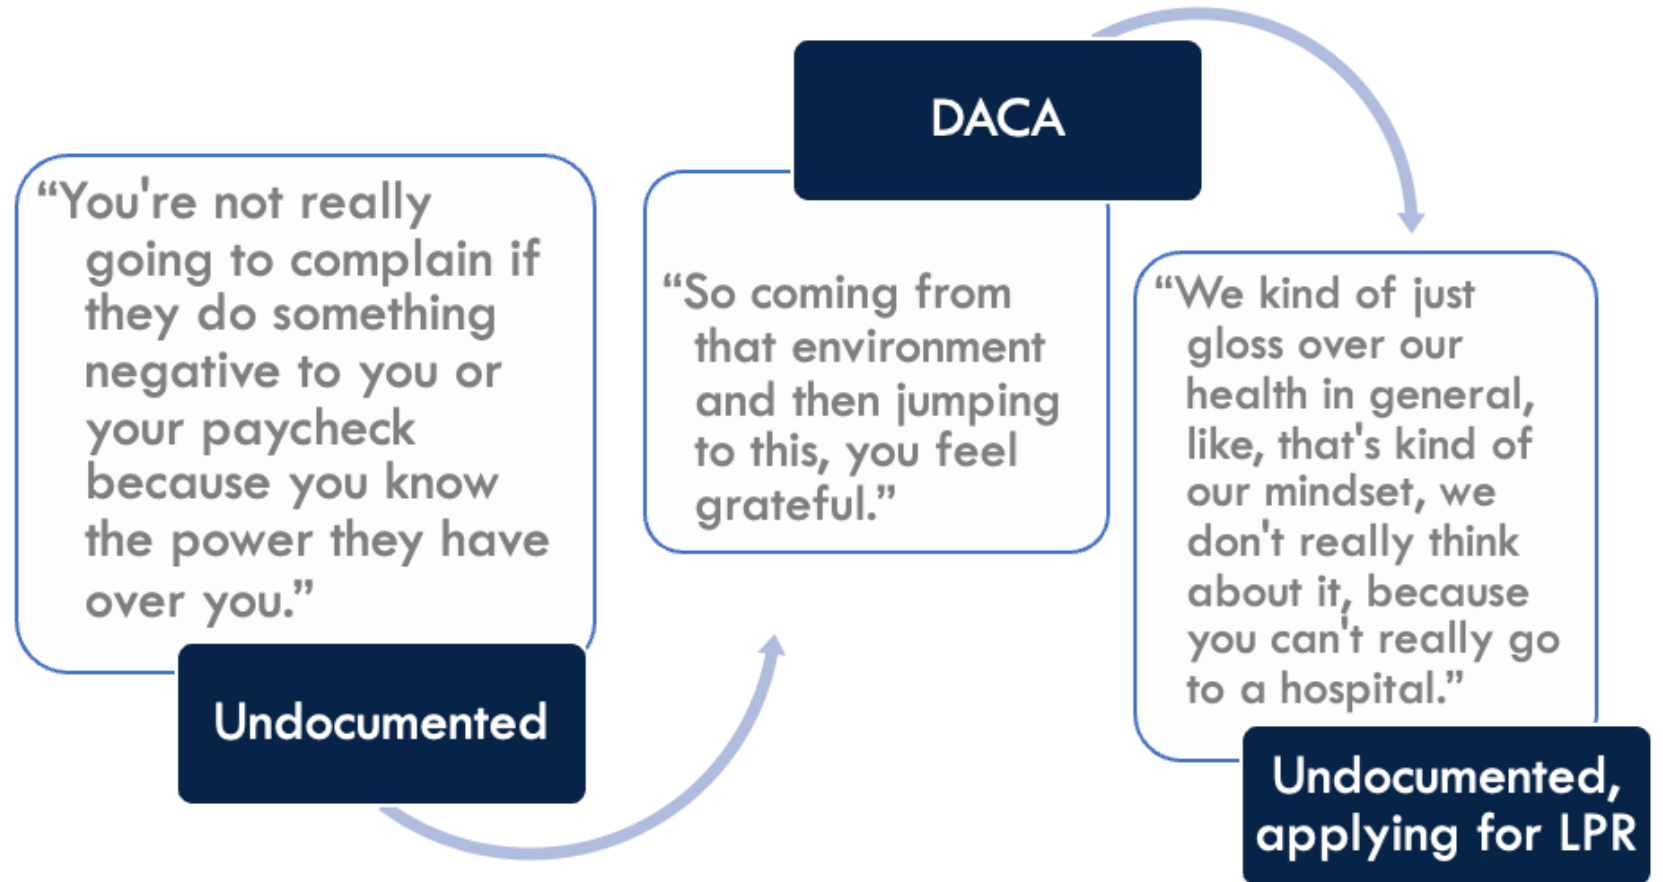 “You're not really
going to complain if
they do something
negative to you or
your paycheck
because you know
the power they have
over you.”
Undocumented
DACA
“So coming from
that environment
and then jumping
to this, you feel
grateful.”
“We kind of just
gloss over our
health in general,
like, that's kind of
our mindset, we
don't really think
about it, because
you can't really go
to a hospital.”
Undocumented,
applying for LPR